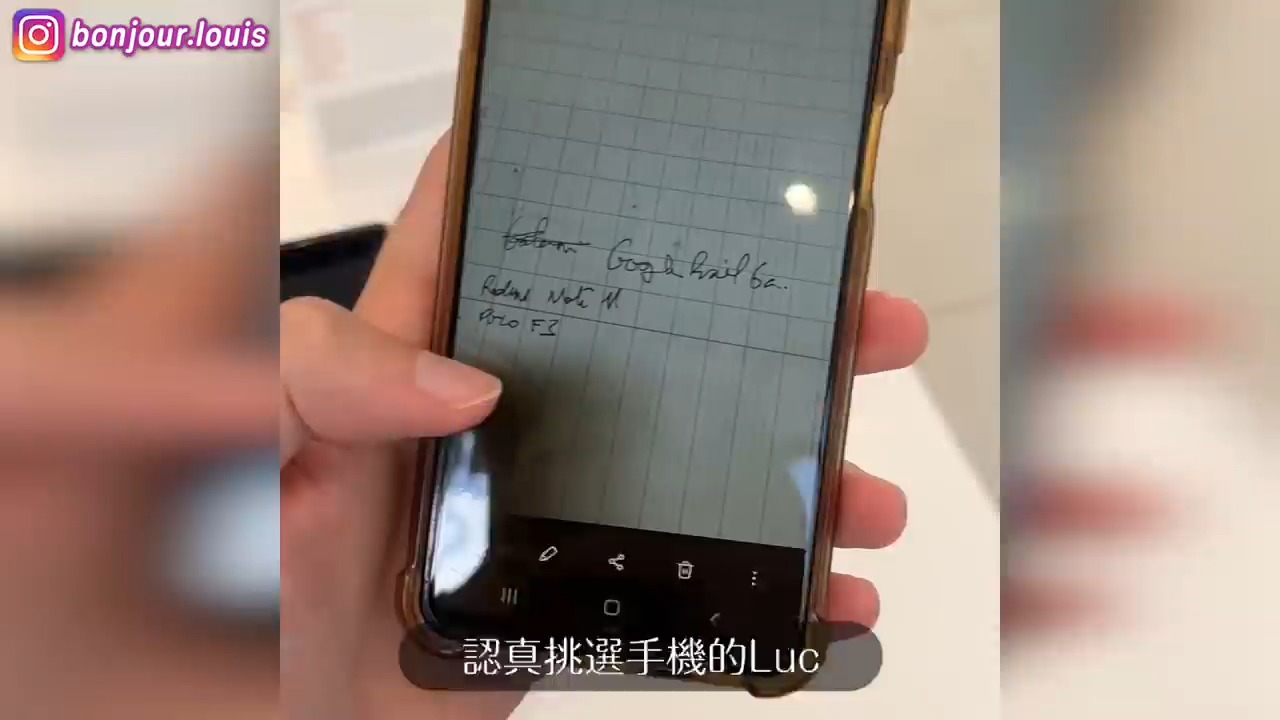 bonjour.louis
Google Pixel 6a.
Redmi Note 11
Poco F3
認真挑選手機的Luc